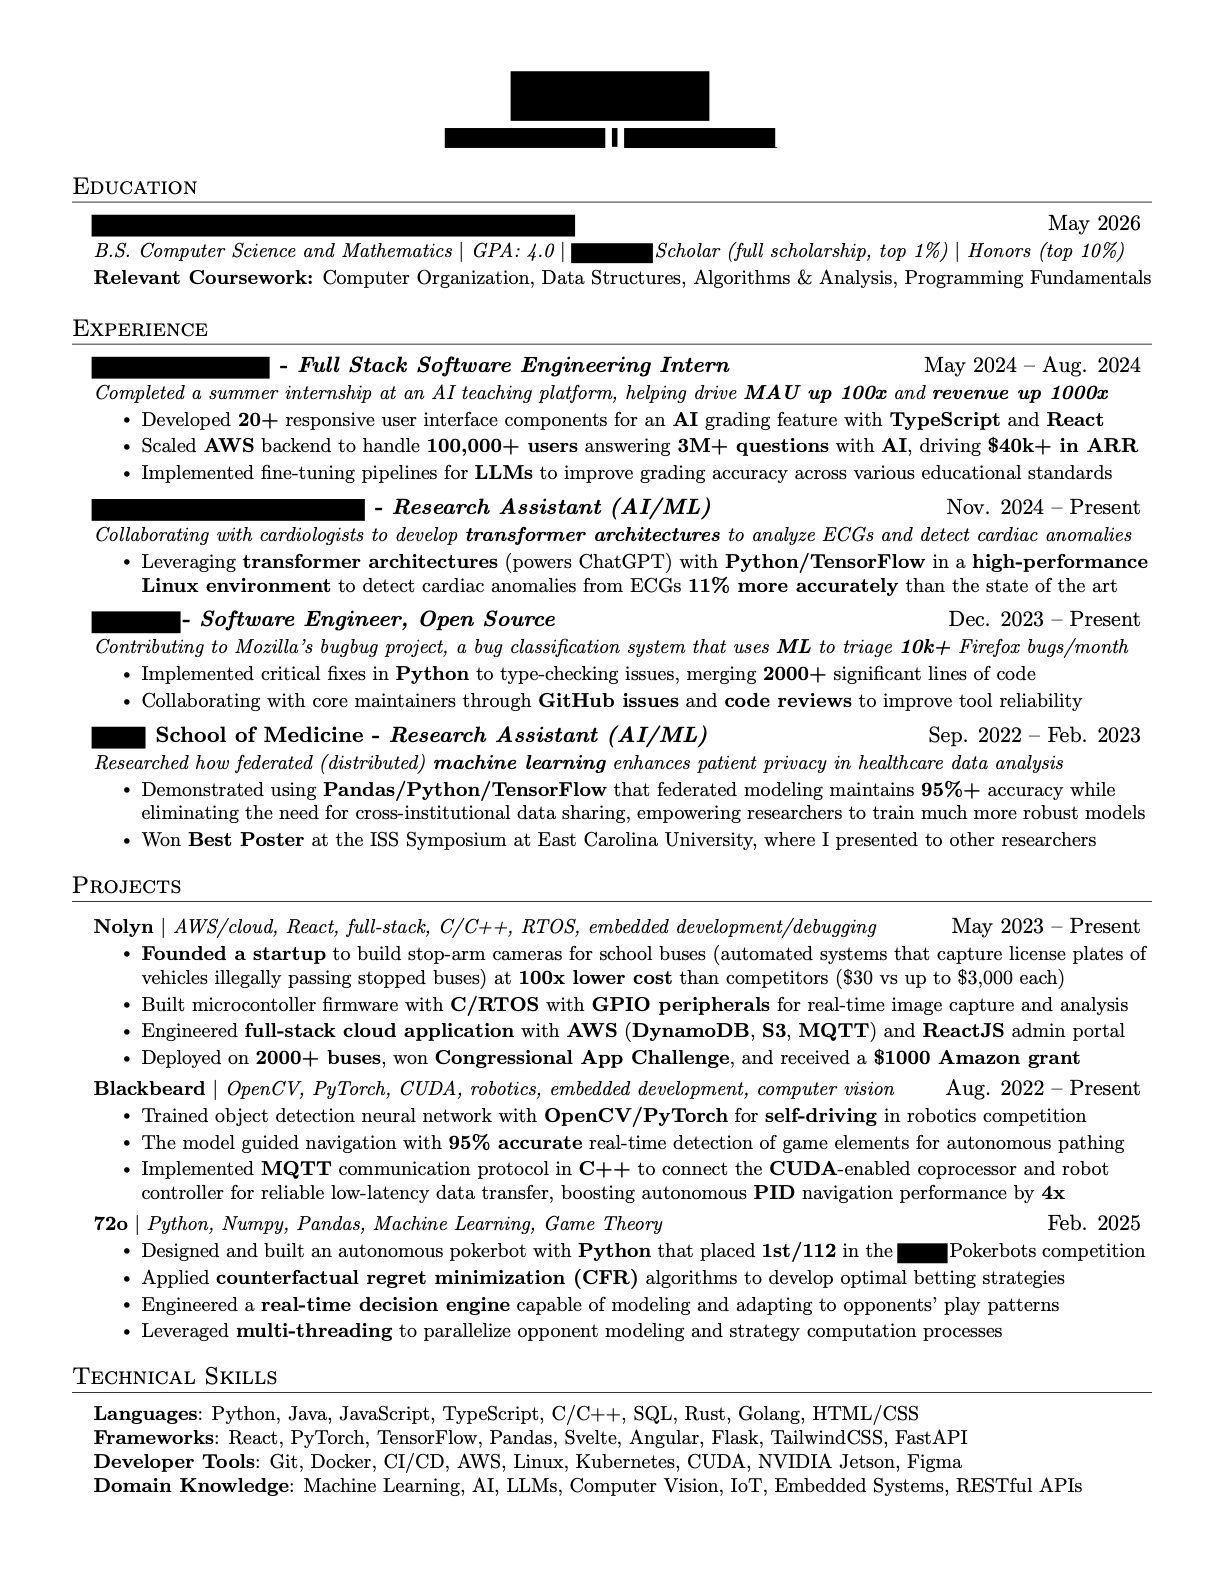 EDUCATION
May 2026
B.S. Computer Science and Mathematics | GPA: 4.0 | Scholar (full scholarship, top 1%) | Honors (top 10%)
Relevant Coursework: Computer Organization, Data Structures, Algorithms & Analysis, Programming Fundamentals
EXPERIENCE
- Full Stack Software Engineering Intern May 2024 – Aug. 2024
Completed a summer internship at an AI teaching platform, helping drive MAU up 100x and revenue up 1000x
• Developed 20+ responsive user interface components for an AI grading feature with TypeScript and React
• Scaled AWS backend to handle 100,000+ users answering 3M+ questions with AI, driving $40k+ in ARR
• Implemented fine-tuning pipelines for LLMs to improve grading accuracy across various educational standards
- Research Assistant (AI/ML) Nov. 2024 – Present
Collaborating with cardiologists to develop transformer architectures to analyze ECGs and detect cardiac anomalies
• Leveraging transformer architectures (powers ChatGPT) with Python/TensorFlow in a high-performance
Linux environment to detect cardiac anomalies from ECGs 11% more accurately than the state of the art
- Software Engineer, Open Source Dec. 2023 – Present
Contributing to Mozilla's bugbug project, a bug classification system that uses ML to triage 10k+ Firefox bugs/month
• Implemented critical fixes in Python to type-checking issues, merging 2000+ significant lines of code
• Collaborating with core maintainers through GitHub issues and code reviews to improve tool reliability
School of Medicine - Research Assistant (AI/ML) Sep. 2022 – Feb. 2023
Researched how federated (distributed) machine learning enhances patient privacy in healthcare data analysis
• Demonstrated using Pandas/Python/TensorFlow that federated modeling maintains 95%+ accuracy while
eliminating the need for cross-institutional data sharing, empowering researchers to train much more robust models
• Won Best Poster at the ISS Symposium at East Carolina University, where I presented to other researchers
PROJECTS
Nolyn | AWS/cloud, React, full-stack, C/C++, RTOS, embedded development/debugging May 2023 – Present
• Founded a startup to build stop-arm cameras for school buses (automated systems that capture license plates of
vehicles illegally passing stopped buses) at 100x lower cost than competitors ($30 vs up to $3,000 each)
• Built microcontoller firmware with C/RTOS with GPIO peripherals for real-time image capture and analysis
• Engineered full-stack cloud application with AWS (DynamoDB, S3, MQTT) and ReactJS admin portal
• Deployed on 2000+ buses, won Congressional App Challenge, and received a $1000 Amazon grant
Blackbeard | OpenCV, PyTorch, CUDA, robotics, embedded development, computer vision Aug. 2022 – Present
• Trained object detection neural network with OpenCV/PyTorch for self-driving in robotics competition
• The model guided navigation with 95% accurate real-time detection of game elements for autonomous pathing
• Implemented MQTT communication protocol in C++ to connect the CUDA-enabled coprocessor and robot
controller for reliable low-latency data transfer, boosting autonomous PID navigation performance by 4x
72o | Python, Numpy, Pandas, Machine Learning, Game Theory Feb. 2025
• Designed and built an autonomous pokerbot with Python that placed 1st/112 in the Pokerbots competition
• Applied counterfactual regret minimization (CFR) algorithms to develop optimal betting strategies
• Engineered a real-time decision engine capable of modeling and adapting to opponents' play patterns
• Leveraged multi-threading to parallelize opponent modeling and strategy computation processes
TECHNICAL SKILLS
Languages: Python, Java, JavaScript, TypeScript, C/C++, SQL, Rust, Golang, HTML/CSS
Frameworks: React, PyTorch, TensorFlow, Pandas, Svelte, Angular, Flask, TailwindCSS, FastAPI
Developer Tools: Git, Docker, CI/CD, AWS, Linux, Kubernetes, CUDA, NVIDIA Jetson, Figma
Domain Knowledge: Machine Learning, AI, LLMs, Computer Vision, IoT, Embedded Systems, RESTful APIs